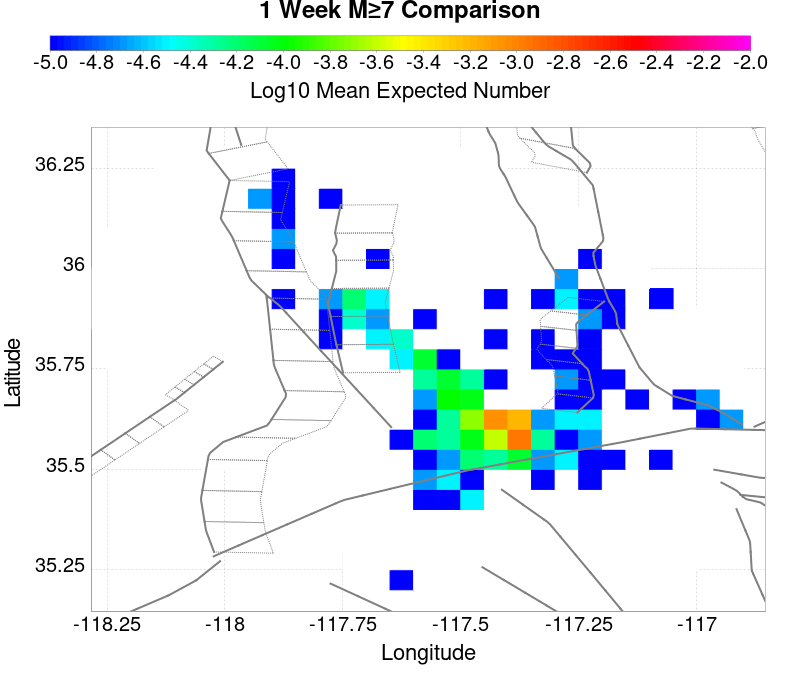 1 Week M≥7 Comparison
-5.0 -4.8 -4.6 -4.4 -4.2 -4.0 -3.8 -3.6 -3.4 -3.2 -3.0 -2.8 -2.6 -2.4 -2.2 -2.0
Log10 Mean Expected Number
36.25
36
35.75
35.5
35.25
Latitude
-118.25 -118 -117.75 -117.5 -117.25 -117
Longitude